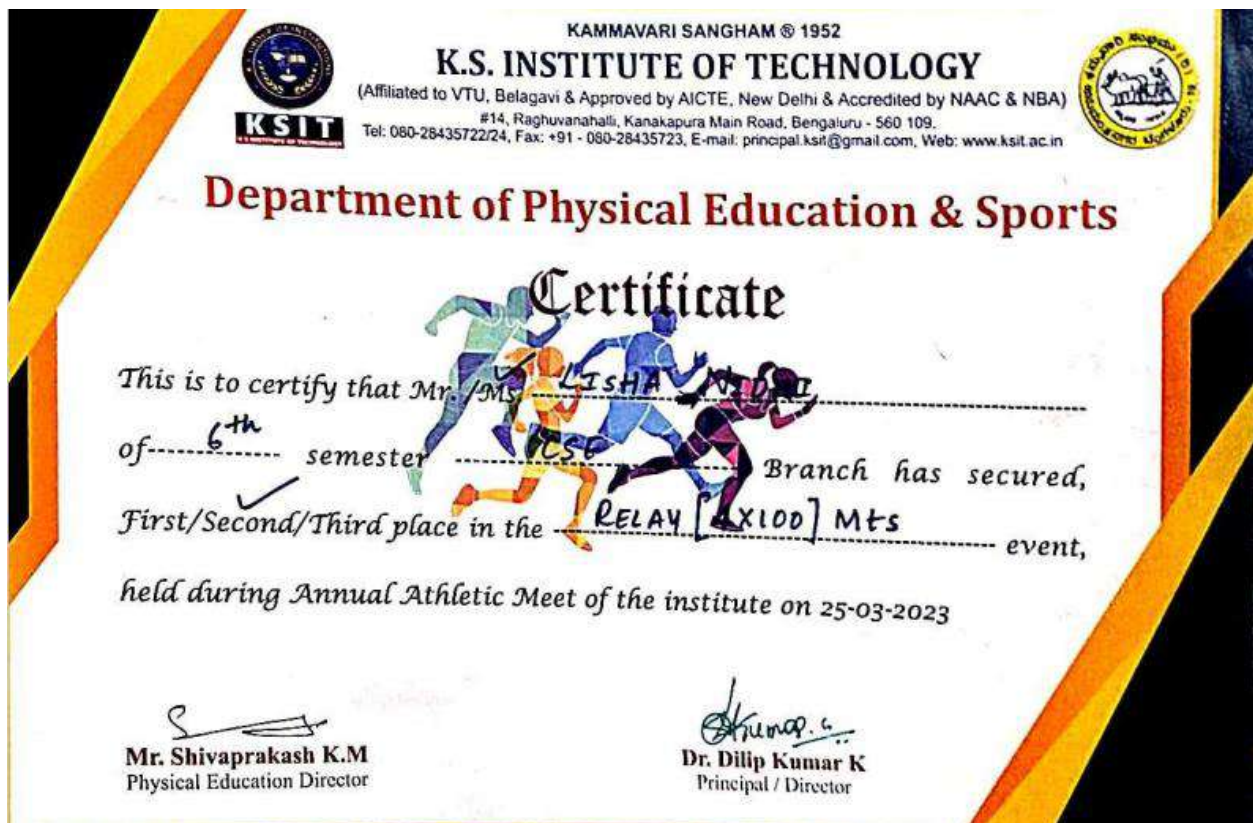 KAMMAVARI SANGHAM ® 1952
K.S. INSTITUTE OF TECHNOLOGY
(Affiliated to VTU, Belagavi & Approved by AICTE, New Delhi & Accredited by NAAC & NBA)
#14, Raghuvanahalli, Kanakapura Main Road, Bengaluru - 560 109.
Tel: 080-28435722/24, Fax: +91 - 080-28435723, E-mail: principal.ksit@gmail.com, Web: www.ksit.ac.in
KSIT
K S INSTITUTE OF TECHNOLOGY
Department of Physical Education & Sports
Certificate
This is to certify that Mr. /Ms LISHA NIDHI
of 6th semester CSE Branch has secured,
First/Second/Third place in the RELAY [4X100] Mts event,
held during Annual Athletic Meet of the institute on 25-03-2023
Mr. Shivaprakash K.M
Physical Education Director
Dr. Dilip Kumar K
Principal / Director